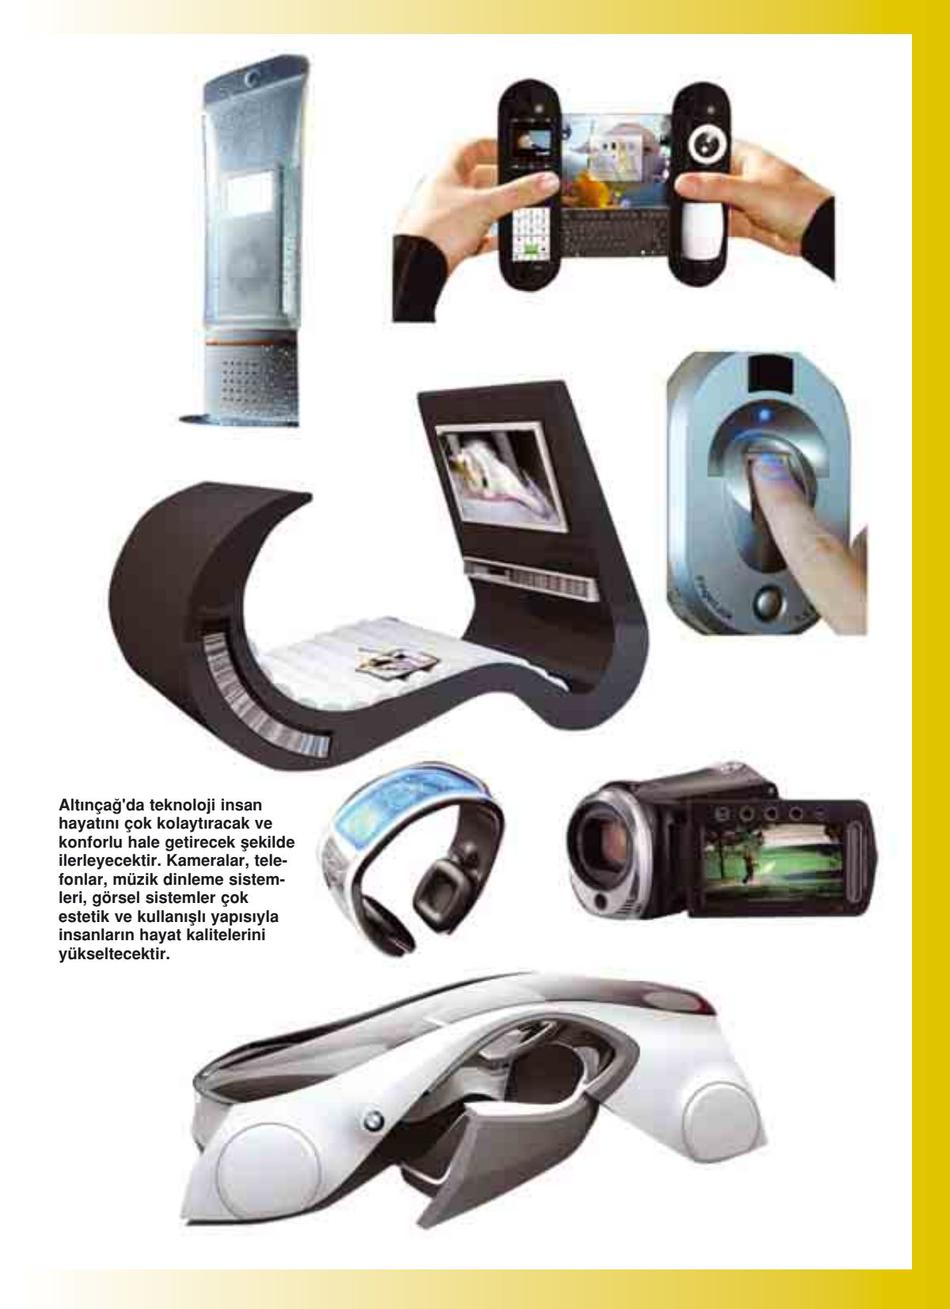 Altınçağ'da teknoloji insan
hayatını çok kolaytıracak ve
konforlu hale getirecek şekilde
ilerleyecektir. Kameralar, tele-
fonlar, müzik dinleme sistem-
leri, görsel sistemler çok
estetik ve kullanışlı yapısıyla
insanların hayat kalitelerini
yükseltecektir.